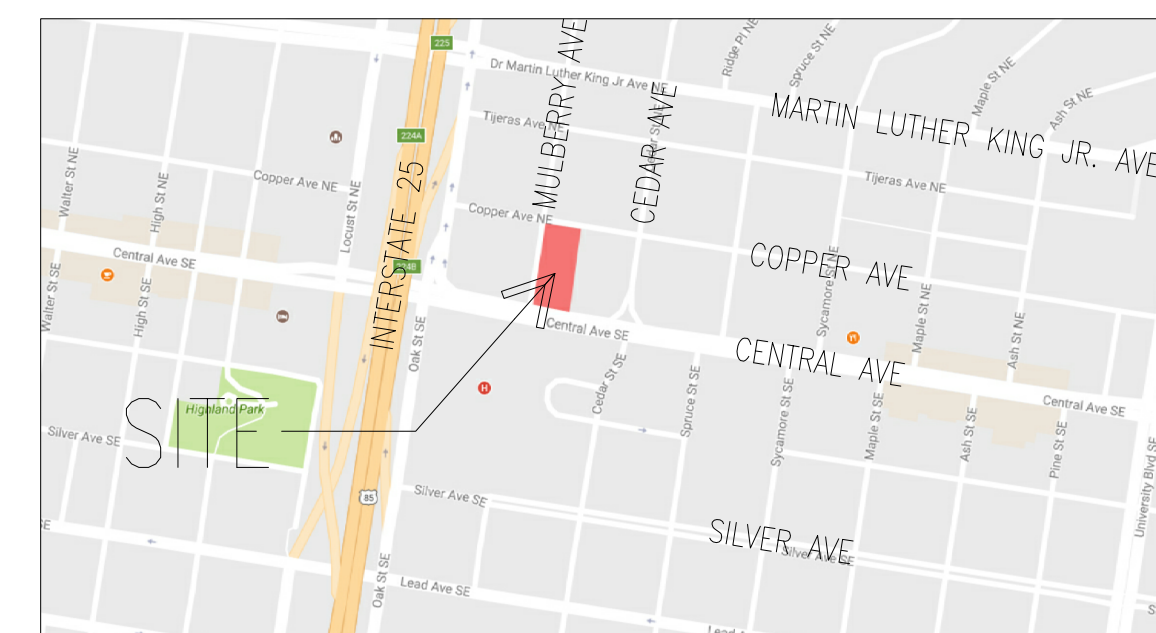 225
MULBERRY AVE
Ridge Pl NE
Spruce St NE
Dr Martin Luther King Jr Ave NE
Maple St NE
CEDAR AVE
Cedar St NE
MARTIN LUTHER KING JR. AVE
Ash St NE
224A
Tijeras Ave NE
Tijeras Ave NE
Walter St NE
High St NE
Copper Ave NE
Locust St NE
INTERSTATE 25
Copper Ave NE
COPPER AVE
Central Ave SE
224B
Walter St SE
High St SE
Oak St SE
Central Ave SE
Sycamore St NE
Maple St NE
Ash St NE
CENTRAL AVE
H
Cedar St SE
Spruce St SE
Sycamore St SE
Maple St SE
Ash St SE
Pine St SE
Central Ave SE
University Blvd SE
Highland Park
SITE
Silver Ave SE
85
Silver Ave SE
SILVER AVE
Silver Ave SE
SE
Oak St SE
Lead Ave SE
S